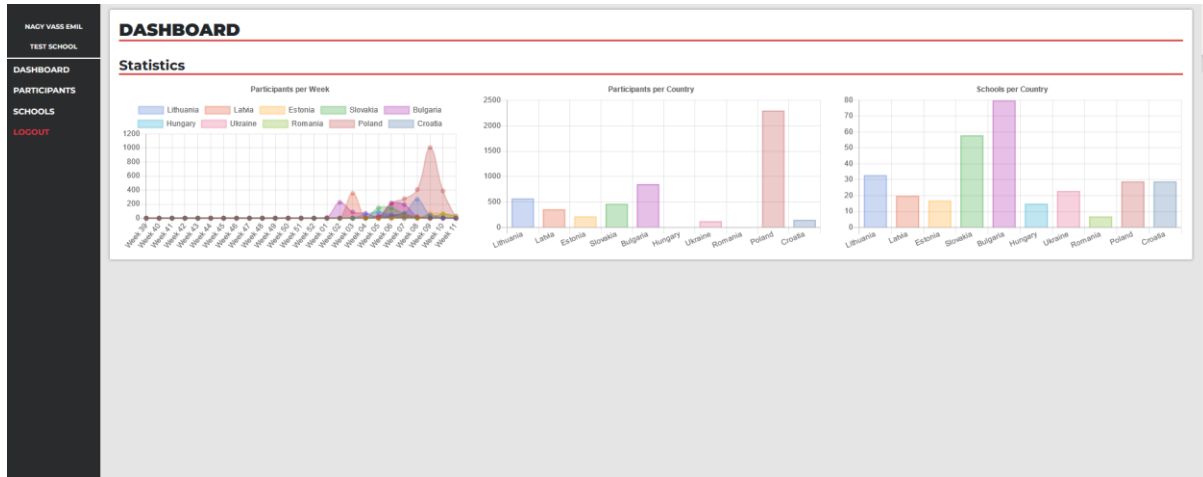 NAGY VASS EMIL
TEST SCHOOL
DASHBOARD
PARTICIPANTS
SCHOOLS
LOGOUT
DASHBOARD
Statistics
Participants per Week
Lithuania Latvia Estonia Slovakia Bulgaria
Hungary Ukraine Romania Poland Croatia
1200
1000
800
600
400
200
0
Week 39 Week 40 Week 41 Week 42 Week 43 Week 44 Week 45 Week 46 Week 47 Week 48 Week 49 Week 50 Week 51 Week 52 Week 01 Week 02 Week 03 Week 04 Week 05 Week 06 Week 07 Week 08 Week 09 Week 10 Week 11
Participants per Country
2500
2000
1500
1000
500
0
Lithuania Latvia Estonia Slovakia Bulgaria Hungary Ukraine Romania Poland Croatia
Schools per Country
80
70
60
50
40
30
20
10
0
Lithuania Latvia Estonia Slovakia Bulgaria Hungary Ukraine Romania Poland Croatia